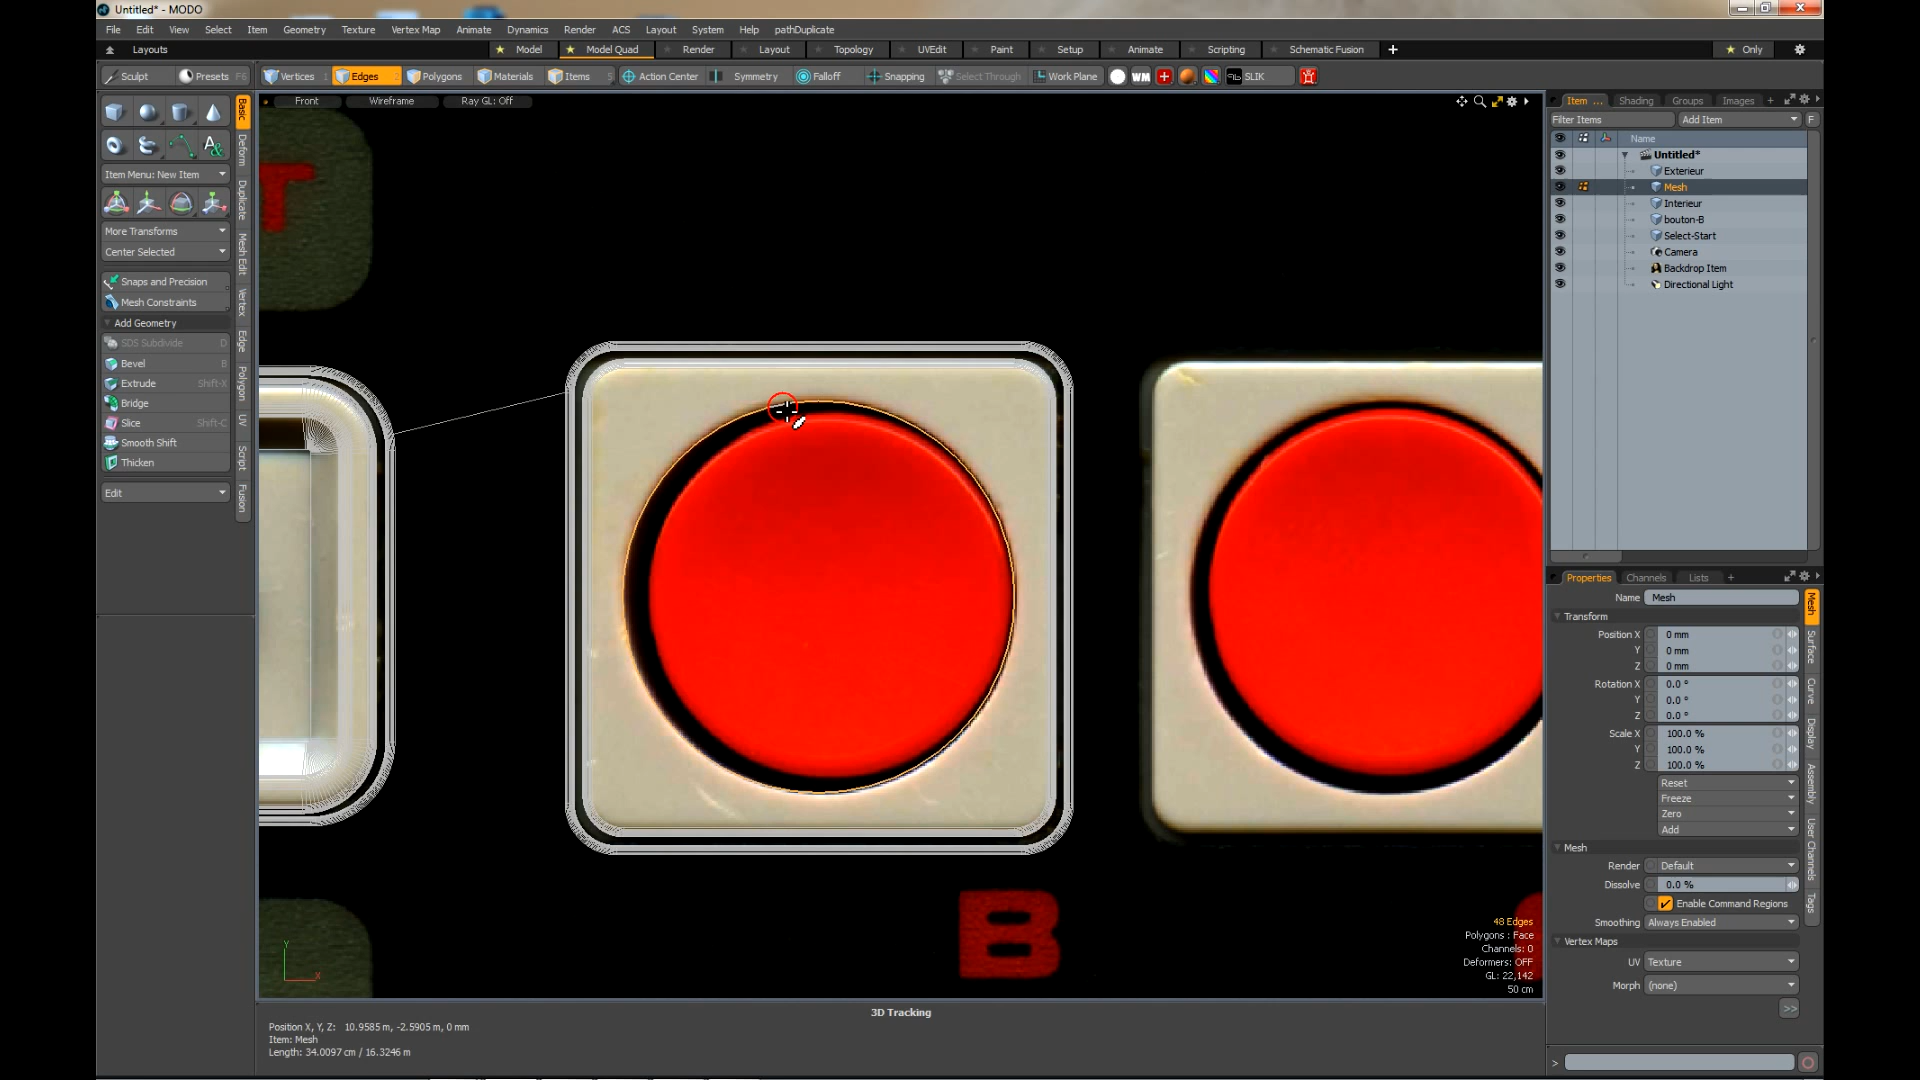 Untitled* - MODO
File Edit View Select Item Geometry Texture Vertex Map Animate Dynamics Render ACS Layout System Help pathDuplicate
Layouts Model Model Quad Render Layout Topology UVEdit Paint Setup Animate Scripting Schematic Fusion + Only
Sculpt Presets F6 Vertices 1 Edges 2 Polygons Materials Items 5 Action Center Symmetry Falloff Snapping Select Through Work Plane WM SLIK
Front Wireframe Ray GL: Off
Item Menu: New Item
More Transforms
Center Selected
Snaps and Precision
Mesh Constraints
Add Geometry
SDS Subdivide D
Bevel B
Extrude Shift-X
Bridge
Slice Shift-C
Smooth Shift
Thicken
Edit
Basic
Deform
Duplicate
Mesh Edit
Vertex
Edge
Polygon
UV
Script
Fusion
T
B
Y
X
48 Edges
Polygons : Face
Channels: 0
Deformers: OFF
GL: 22,142
50 cm
3D Tracking
Position X, Y, Z: 10.9585 m, -2.5905 m, 0 mm
Item: Mesh
Length: 34.0097 cm / 16.3246 m
Item ... Shading Groups Images +
Filter Items Add Item F
Name
Untitled*
Exterieur
Mesh
Interieur
bouton-B
Select-Start
Camera
Backdrop Item
Directional Light
Properties Channels Lists +
Name Mesh
Transform
Position X 0 mm
Y 0 mm
Z 0 mm
Rotation X 0.0 °
Y 0.0 °
Z 0.0 °
Scale X 100.0 %
Y 100.0 %
Z 100.0 %
Reset
Freeze
Zero
Add
Mesh
Render Default
Dissolve 0.0 %
Enable Command Regions
Smoothing Always Enabled
Vertex Maps
UV Texture
Morph (none)
>>
>
Mesh
Surface
Curve
Display
Assembly
User Channels
Tags